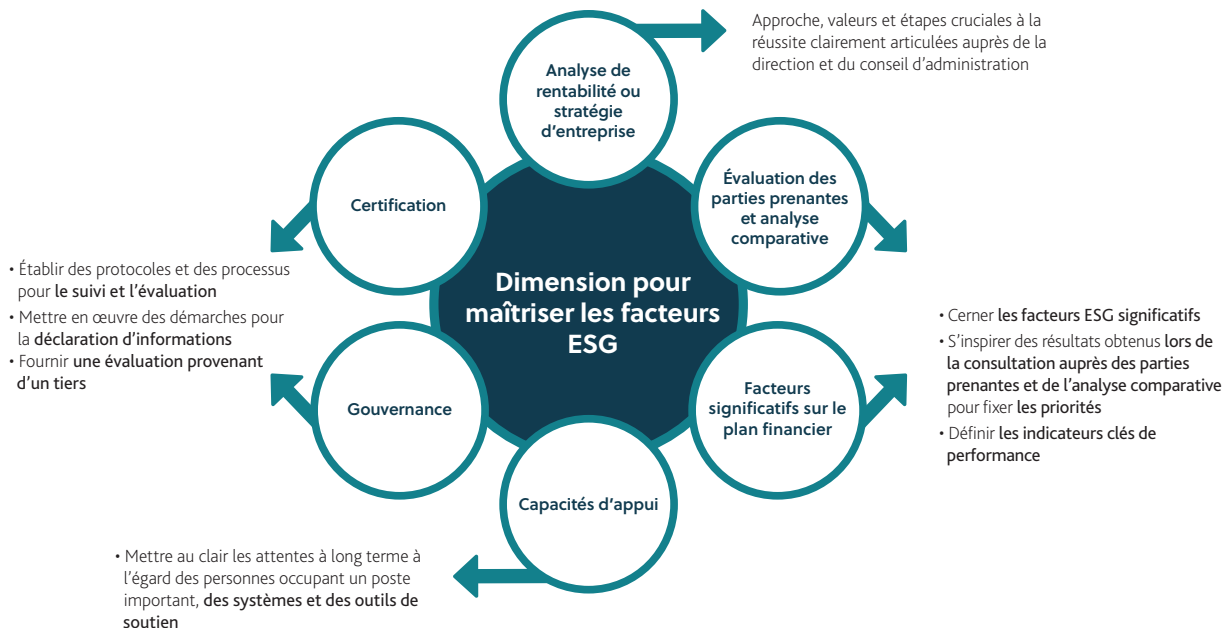 Approche, valeurs et étapes cruciales à la
réussite clairement articulées auprès de la
direction et du conseil d'administration
Analyse de
rentabilité ou
stratégie
d'entreprise
Évaluation des
parties prenantes
et analyse
comparative
Certification
• Établir des protocoles et des processus
pour le suivi et l'évaluation
• Mettre en œuvre des démarches pour
la déclaration d'informations
• Fournir une évaluation provenant
d'un tiers
Dimension pour
maîtriser les facteurs
ESG
• Cerner les facteurs ESG significatifs
• S'inspirer des résultats obtenus lors de
la consultation auprès des parties
prenantes et de l'analyse comparative
pour fixer les priorités
• Définir les indicateurs clés de
performance
Gouvernance
Facteurs
significatifs sur le
plan financier
Capacités d'appui
• Mettre au clair les attentes à long terme à
l'égard des personnes occupant un poste
important, des systèmes et des outils de
soutien